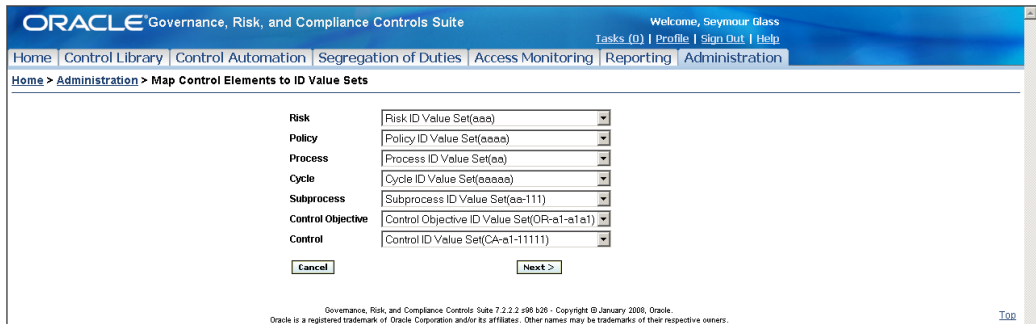 ORACLE Governance, Risk, and Compliance Controls Suite
Welcome, Seymour Glass
Tasks (0) | Profile | Sign Out | Help
Home Control Library Control Automation Segregation of Duties Access Monitoring Reporting Administration
Home > Administration > Map Control Elements to ID Value Sets
Risk Risk ID Value Set(aaa)
Policy Policy ID Value Set(aaaa)
Process Process ID Value Set(aa)
Cycle Cycle ID Value Set(aaaaa)
Subprocess Subprocess ID Value Set(aa-111)
Control Objective Control Objective ID Value Set(OR-a1-a1a1)
Control Control ID Value Set(CA-a1-11111)
Cancel Next >
Governance, Risk, and Compliance Controls Suite 7.2.2.2 s96 b26 - Copyright © January 2008, Oracle.
Oracle is a registered trademark of Oracle Corporation and/or its affiliates. Other names may be trademarks of their respective owners.
Top